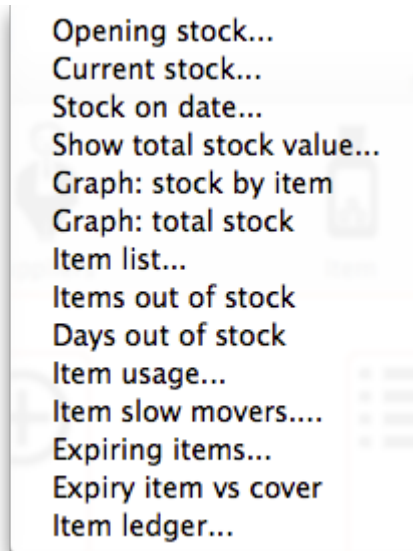 Opening stock...
Current stock...
Stock on date...
Show total stock value...
Graph: stock by item
Graph: total stock
Item list...
Items out of stock
Days out of stock
Item usage...
Item slow movers....
Expiring items...
Expiry item vs cover
Item ledger...